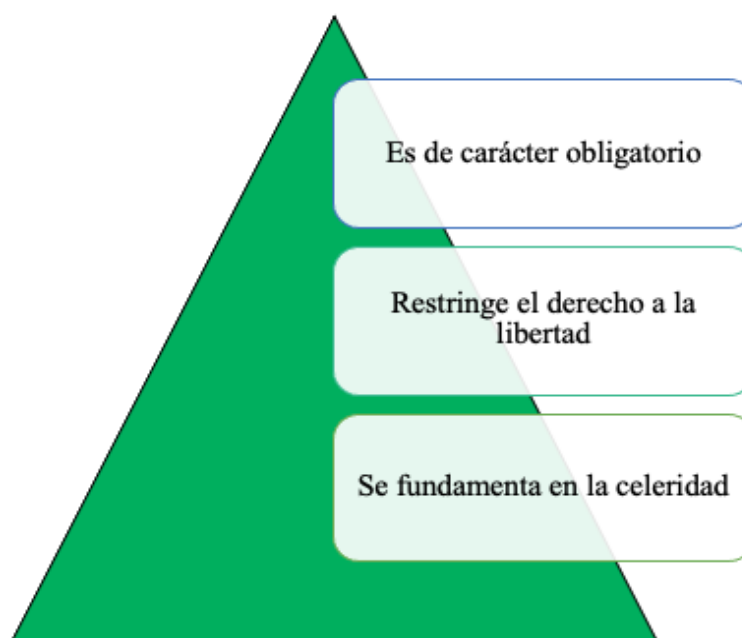 Es de carácter obligatorio
Restringe el derecho a la
libertad
Se fundamenta en la celeridad